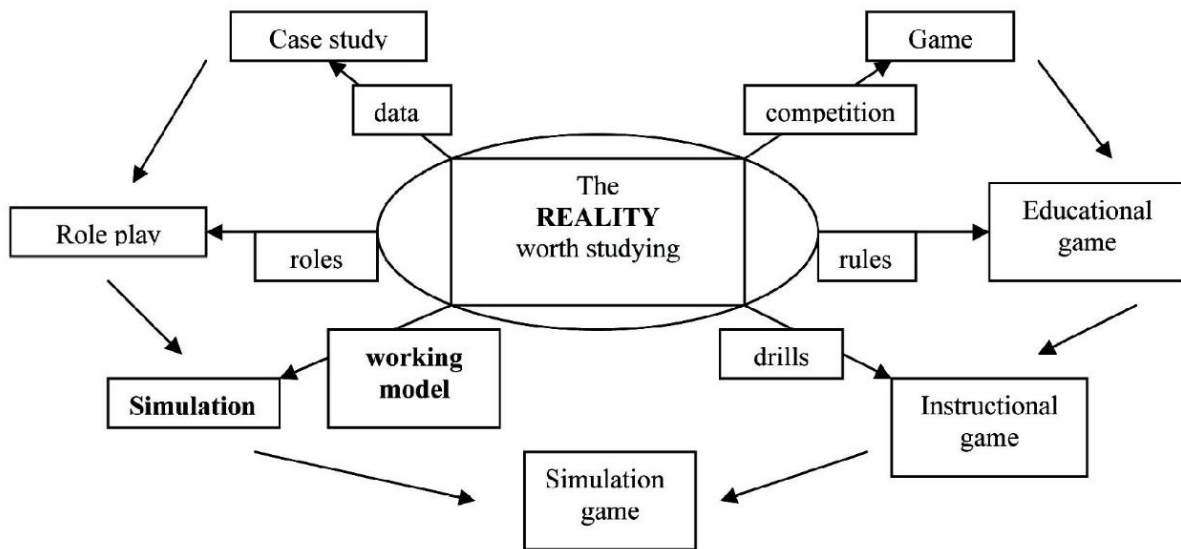 Case study
Game
data
competition
The
REALITY
worth studying
Role play
roles
rules
Educational
game
working
model
drills
Simulation
Instructional
game
Simulation
game